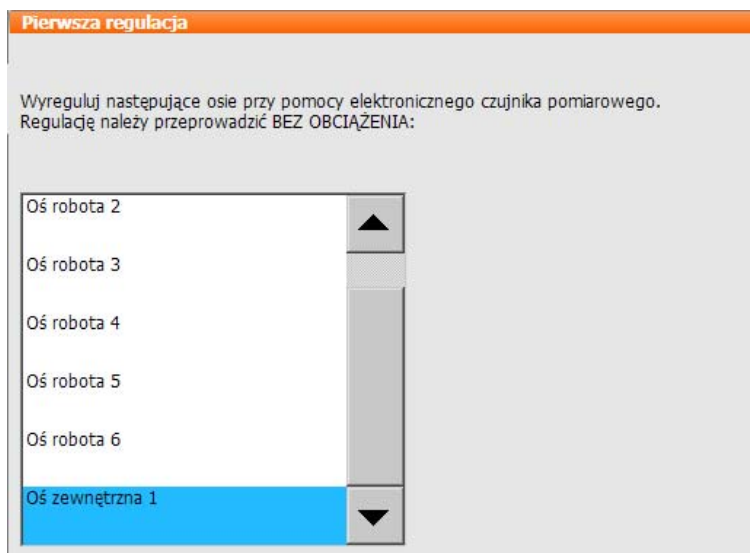 Pierwsza regulacja
Wyreguluj następujące osie przy pomocy elektronicznego czujnika pomiarowego.
Regulację należy przeprowadzić BEZ OBCIĄŻENIA:
Oś robota 2
Oś robota 3
Oś robota 4
Oś robota 5
Oś robota 6
Oś zewnętrzna 1